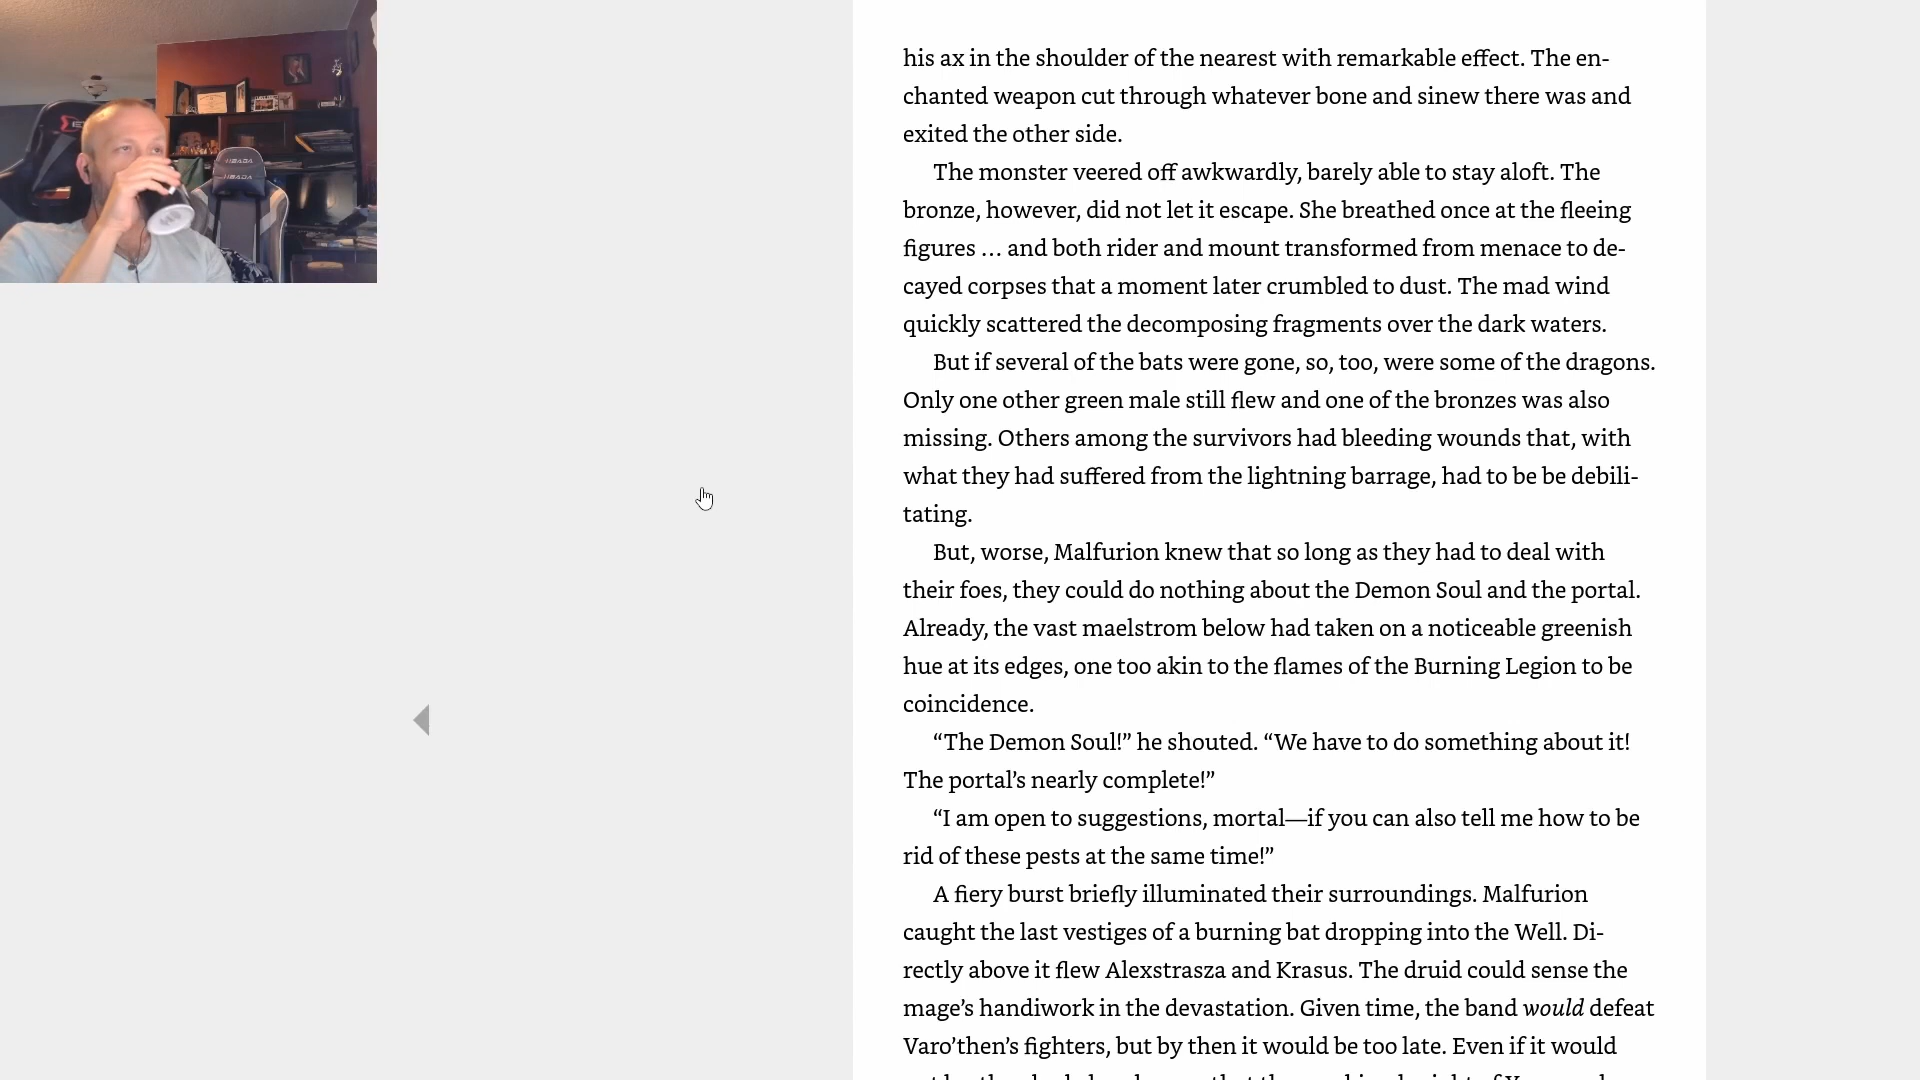 his ax in the shoulder of the nearest with remarkable effect. The en-
chanted weapon cut through whatever bone and sinew there was and
exited the other side.
The monster veered off awkwardly, barely able to stay aloft. The
bronze, however, did not let it escape. She breathed once at the fleeing
figures … and both rider and mount transformed from menace to de-
cayed corpses that a moment later crumbled to dust. The mad wind
quickly scattered the decomposing fragments over the dark waters.
But if several of the bats were gone, so, too, were some of the dragons.
Only one other green male still flew and one of the bronzes was also
missing. Others among the survivors had bleeding wounds that, with
what they had suffered from the lightning barrage, had to be be debili-
tating.
But, worse, Malfurion knew that so long as they had to deal with
their foes, they could do nothing about the Demon Soul and the portal.
Already, the vast maelstrom below had taken on a noticeable greenish
hue at its edges, one too akin to the flames of the Burning Legion to be
coincidence.
“The Demon Soul!” he shouted. “We have to do something about it!
The portal’s nearly complete!”
“I am open to suggestions, mortal—if you can also tell me how to be
rid of these pests at the same time!”
A fiery burst briefly illuminated their surroundings. Malfurion
caught the last vestiges of a burning bat dropping into the Well. Di-
rectly above it flew Alexstrasza and Krasus. The druid could sense the
mage’s handiwork in the devastation. Given time, the band would defeat
Varo’then’s fighters, but by then it would be too late. Even if it would
HBADA
HBADA